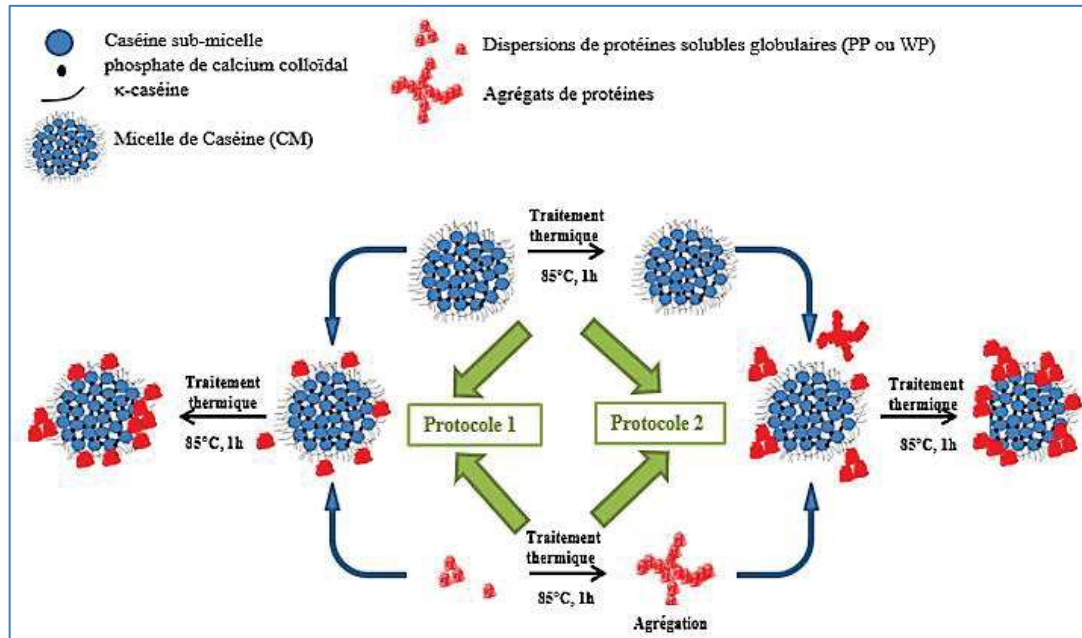 Caséine sub-micelle
phosphate de calcium colloïdal
κ-caséine
Micelle de Caséine (CM)
Dispersions de protéines solubles globulaires (PP ou WP)
Agrégats de protéines
Traitement
thermique
85°C, 1h
Traitement
thermique
85°C, 1h
Protocole 1
Protocole 2
Traitement
thermique
85°C, 1h
Traitement
thermique
85°C, 1h
Agrégation